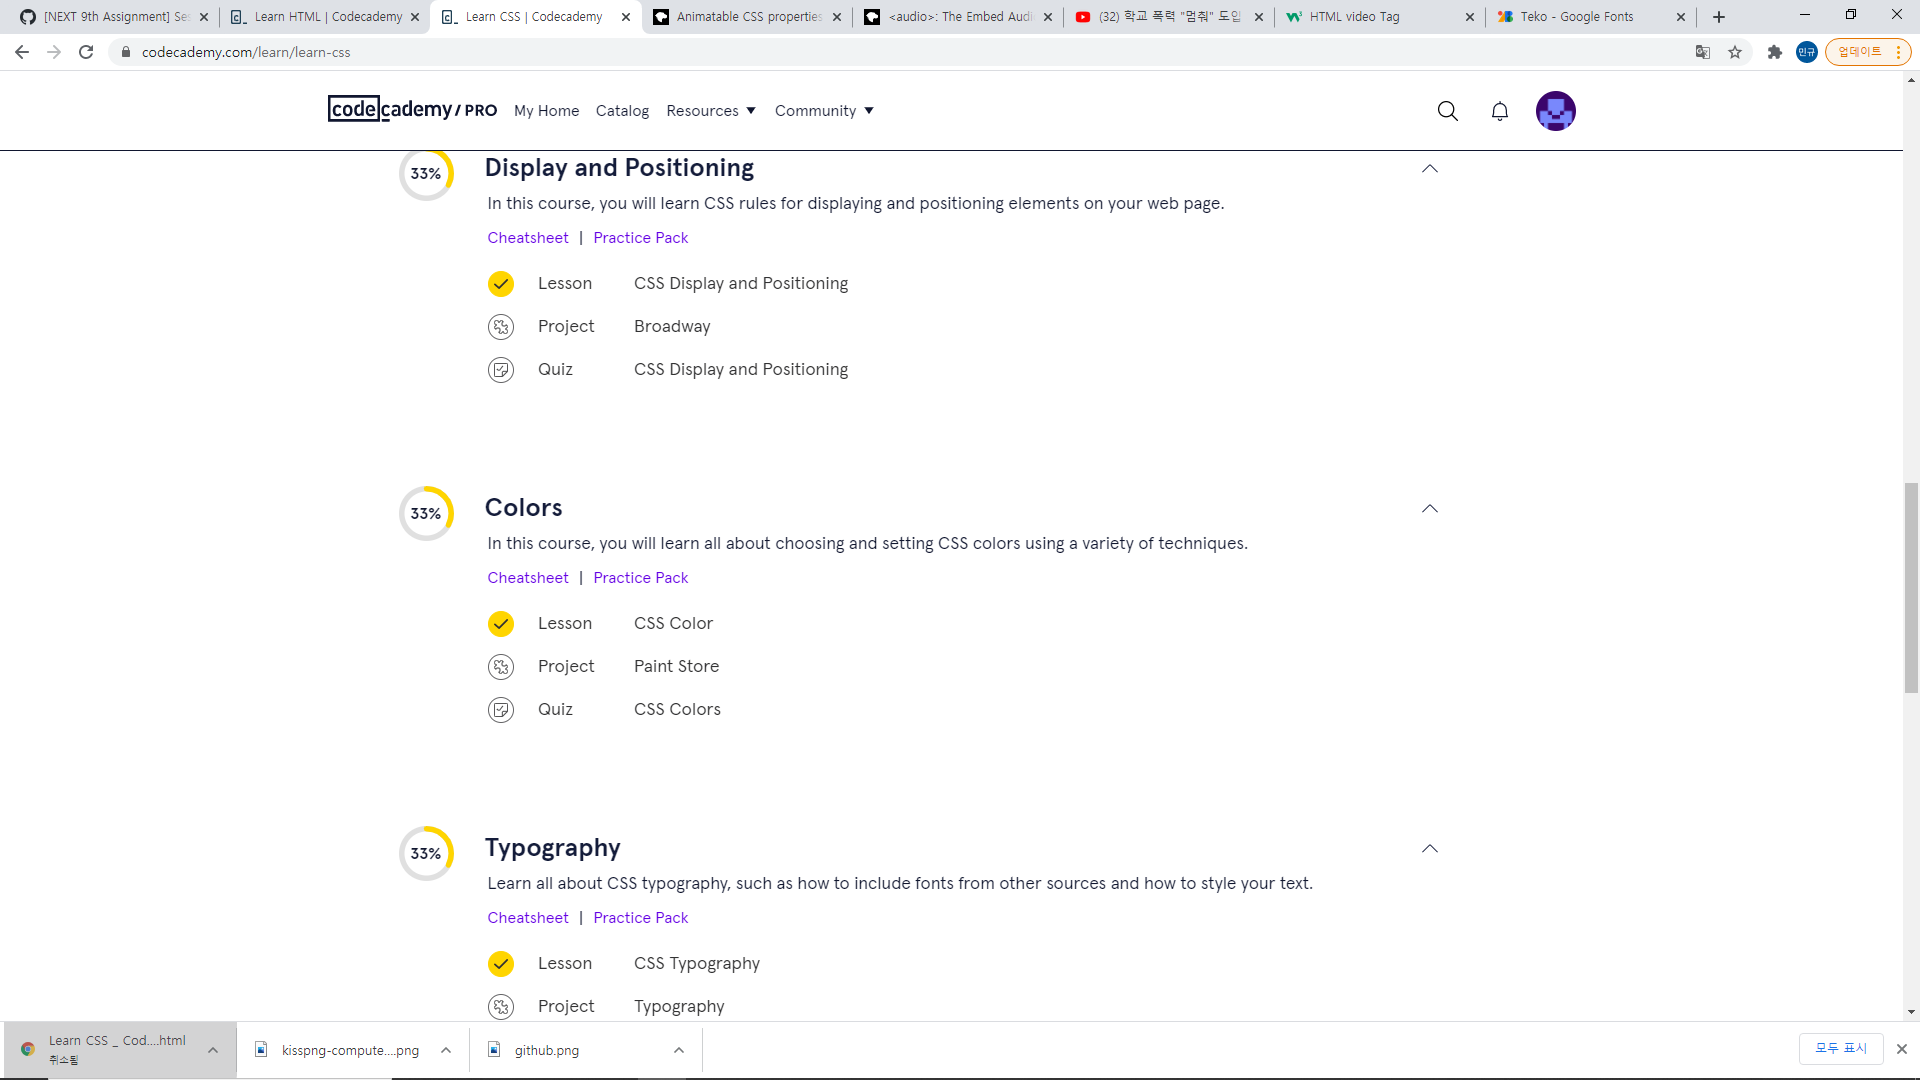 [NEXT 9th Assignment] Se
Learn HTML | Codecademy
Learn CSS | Codecademy
Animatable CSS properties
<audio>: The Embed Audi
(32) 학교 폭력 "멈춰" 도입
HTML video Tag
Teko - Google Fonts
codecademy.com/learn/learn-css
민규
업데이트
codecademy / PRO
My Home
Catalog
Resources
Community
33%
Display and Positioning
In this course, you will learn CSS rules for displaying and positioning elements on your web page.
Cheatsheet | Practice Pack
Lesson CSS Display and Positioning
Project Broadway
Quiz CSS Display and Positioning
33%
Colors
In this course, you will learn all about choosing and setting CSS colors using a variety of techniques.
Cheatsheet | Practice Pack
Lesson CSS Color
Project Paint Store
Quiz CSS Colors
33%
Typography
Learn all about CSS typography, such as how to include fonts from other sources and how to style your text.
Cheatsheet | Practice Pack
Lesson CSS Typography
Project Typography
Learn CSS _ Cod....html
취소됨
kisspng-compute....png
github.png
모두 표시